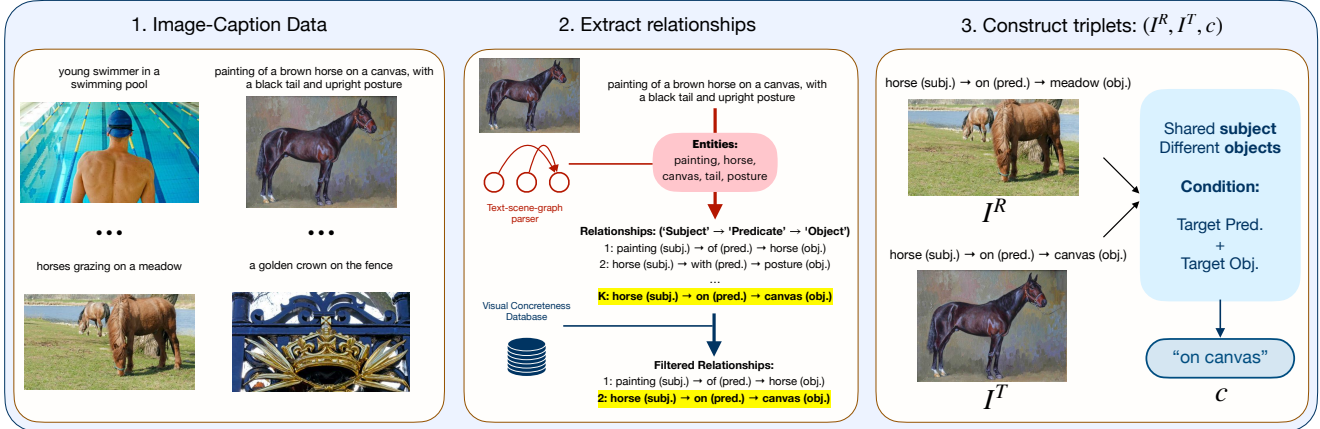 1. Image-Caption Data
young swimmer in a
swimming pool
painting of a brown horse on a canvas, with
a black tail and upright posture
•••
•••
horses grazing on a meadow
a golden crown on the fence
2. Extract relationships
painting of a brown horse on a canvas, with
a black tail and upright posture
Entities:
painting, horse,
canvas, tail, posture
Text-scene-graph
parser
Relationships: (‘Subject’ → 'Predicate’ → 'Object’)
1: painting (subj.) → of (pred.) → horse (obj.)
2: horse (subj.) → with (pred.) → posture (obj.)
...
K: horse (subj.) → on (pred.) → canvas (obj.)
Visual Concreteness
Database
Filtered Relationships:
1: painting (subj.) → of (pred.) → horse (obj.)
2: horse (subj.) → on (pred.) → canvas (obj.)
3. Construct triplets: (I^R, I^T, c)
horse (subj.) → on (pred.) → meadow (obj.)
I^R
horse (subj.) → on (pred.) → canvas (obj.)
I^T
Shared subject
Different objects
Condition:
Target Pred.
+
Target Obj.
“on canvas”
c